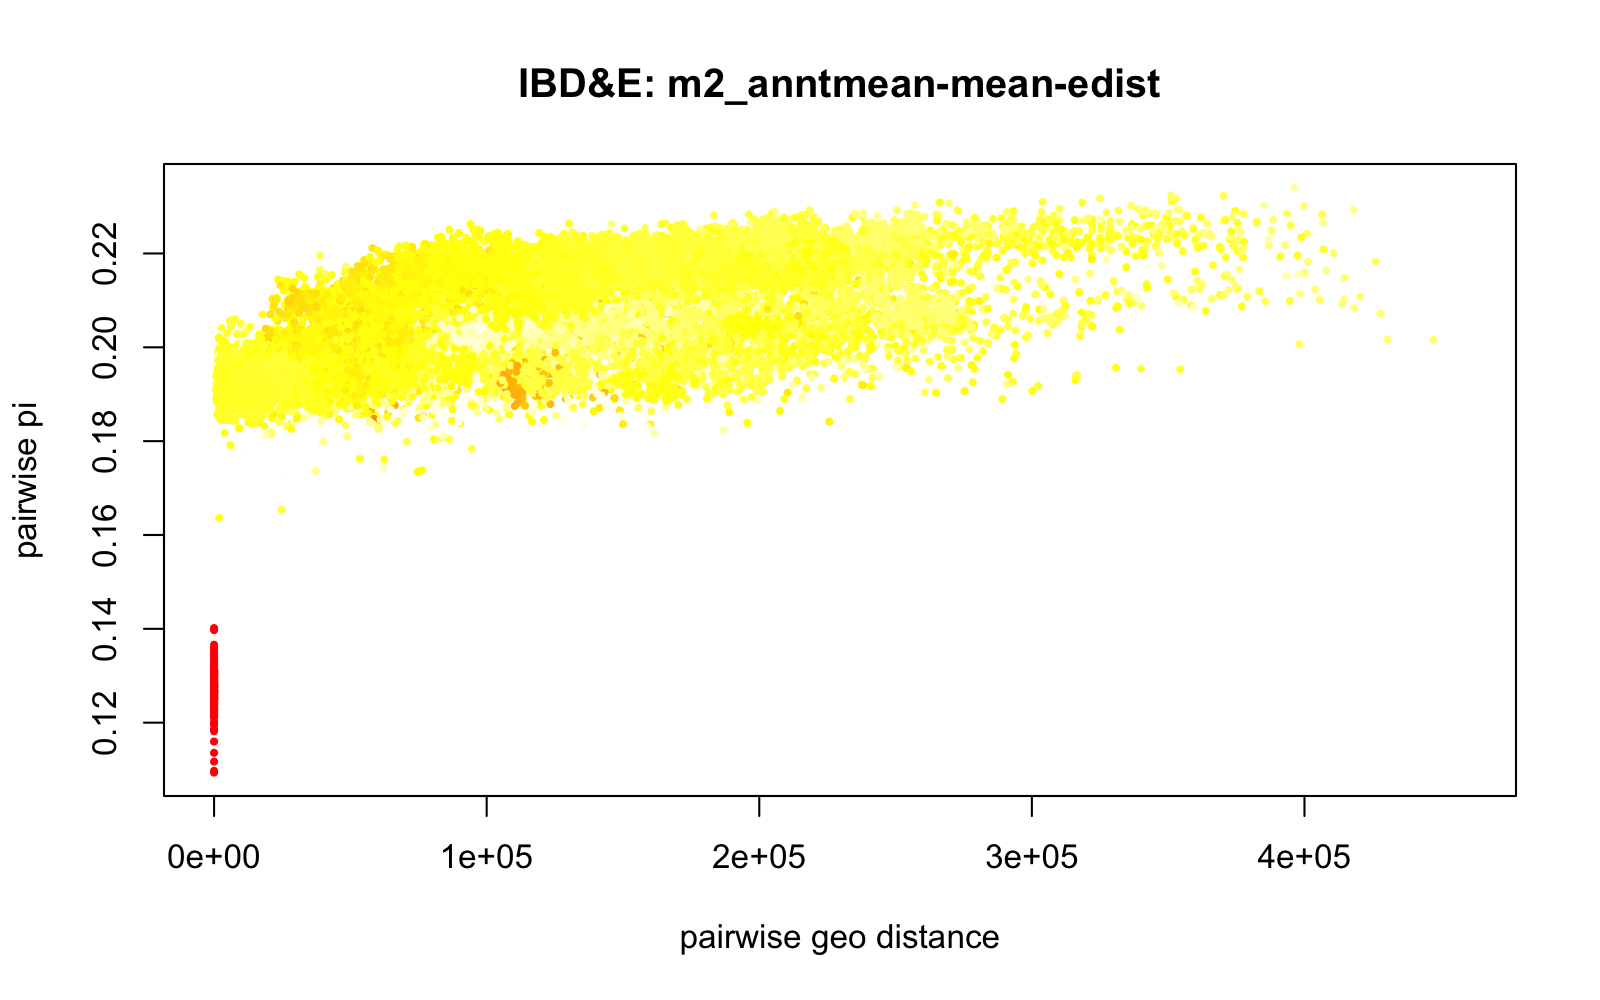 IBD&E: m2_anntmean-mean-edist
pairwise pi
0.22
0.20
0.18
0.16
0.14
0.12
0e+00 1e+05 2e+05 3e+05 4e+05
pairwise geo distance